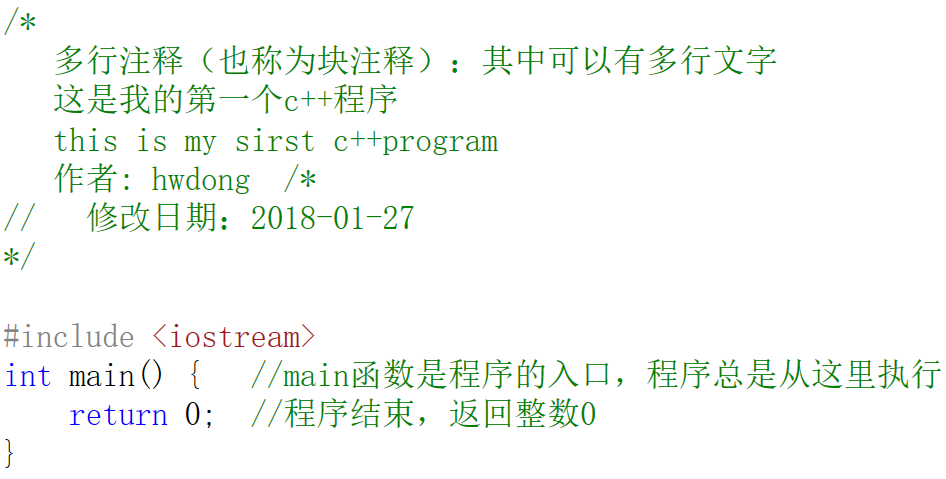 /*
多行注释（也称为块注释）：其中可以有多行文字
这是我的第一个c++程序
this is my sirst c++program
作者: hwdong  /*
//   修改日期：2018-01-27
*/
#include <iostream>
int main() {   //main函数是程序的入口，程序总是从这里执行
    return 0;  //程序结束，返回整数0
}